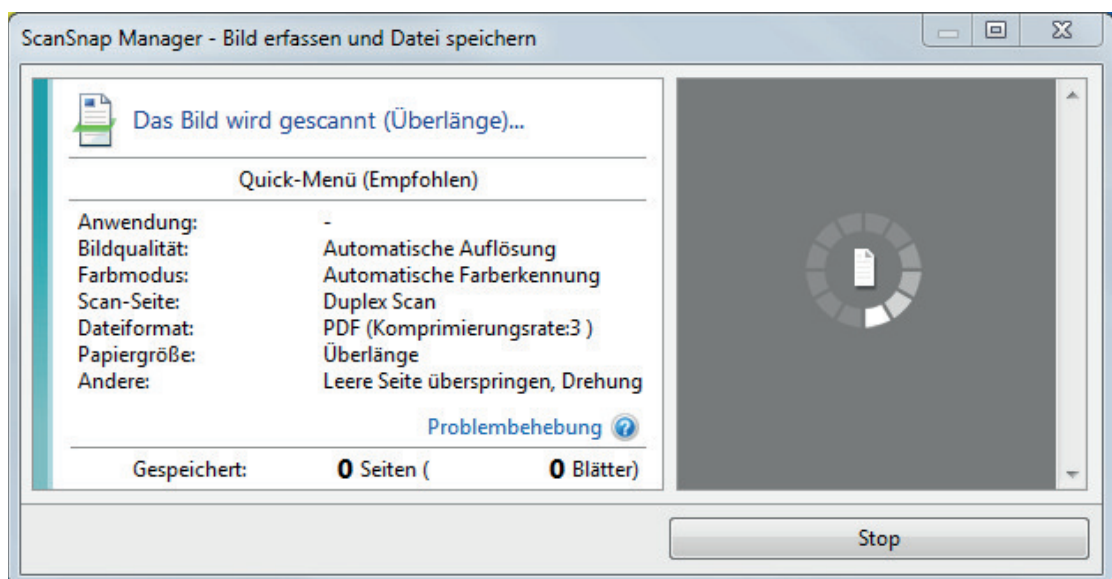 ScanSnap Manager - Bild erfassen und Datei speichern
Das Bild wird gescannt (Überlänge)...
Quick-Menü (Empfohlen)
Anwendung: -
Bildqualität: Automatische Auflösung
Farbmodus: Automatische Farberkennung
Scan-Seite: Duplex Scan
Dateiformat: PDF (Komprimierungsrate:3 )
Papiergröße: Überlänge
Andere: Leere Seite überspringen, Drehung
Problembehebung
Gespeichert: 0 Seiten ( 0 Blätter)
Stop